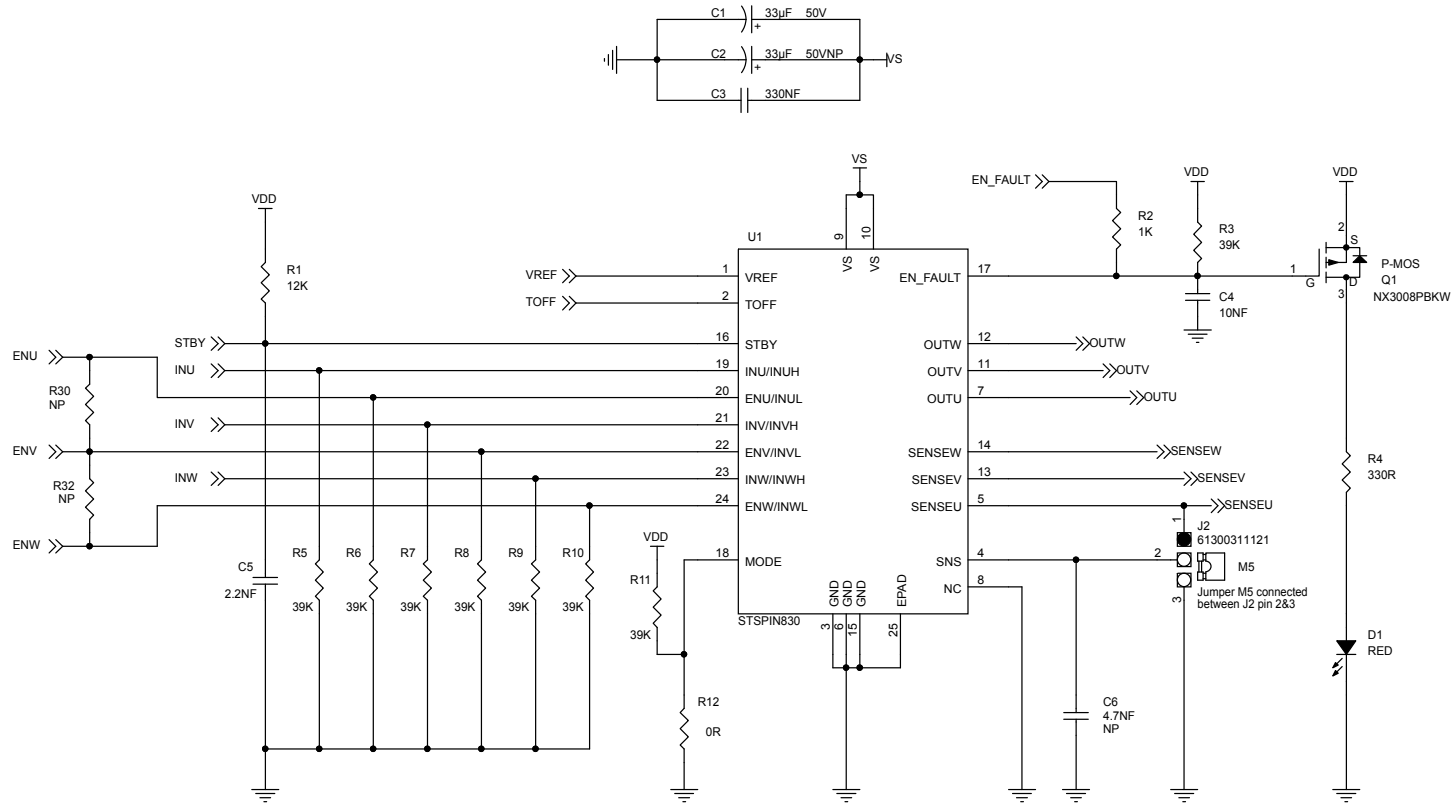 C1 33µF 50V
C2 33µF 50VNP
VS
C3 330NF
VS
VDD
EN_FAULT
VDD
VDD
R2
1K
R3
39K
2
S
P-MOS
Q1
NX3008PBKW
1
G
D
3
R1
12K
C4
10NF
U1
9
10
VS
VS
VREF 1 VREF
TOFF 2 TOFF
STBY 16 STBY
INU 19 INU/INUH
ENU 20 ENU/INUL
INV 21 INV/INVH
ENV 22 ENV/INVL
INW 23 INW/INWH
ENW 24 ENW/INWL
18 MODE
EN_FAULT 17
OUTW 12 OUTW
OUTV 11 OUTV
OUTU 7 OUTU
SENSEW 14 SENSEW
SENSEV 13 SENSEV
SENSEU 5 SENSEU
SNS 4
NC 8
GND
GND
GND
EPAD
STSPIN830
3
6
15
25
R30
NP
R32
NP
C5
2.2NF
R5
39K
R6
39K
R7
39K
R8
39K
R9
39K
R10
39K
VDD
R11
39K
R12
0R
C6
4.7NF
NP
1
2
3
J2
61300311121
M5
Jumper M5 connected
between J2 pin 2&3
R4
330R
D1
RED